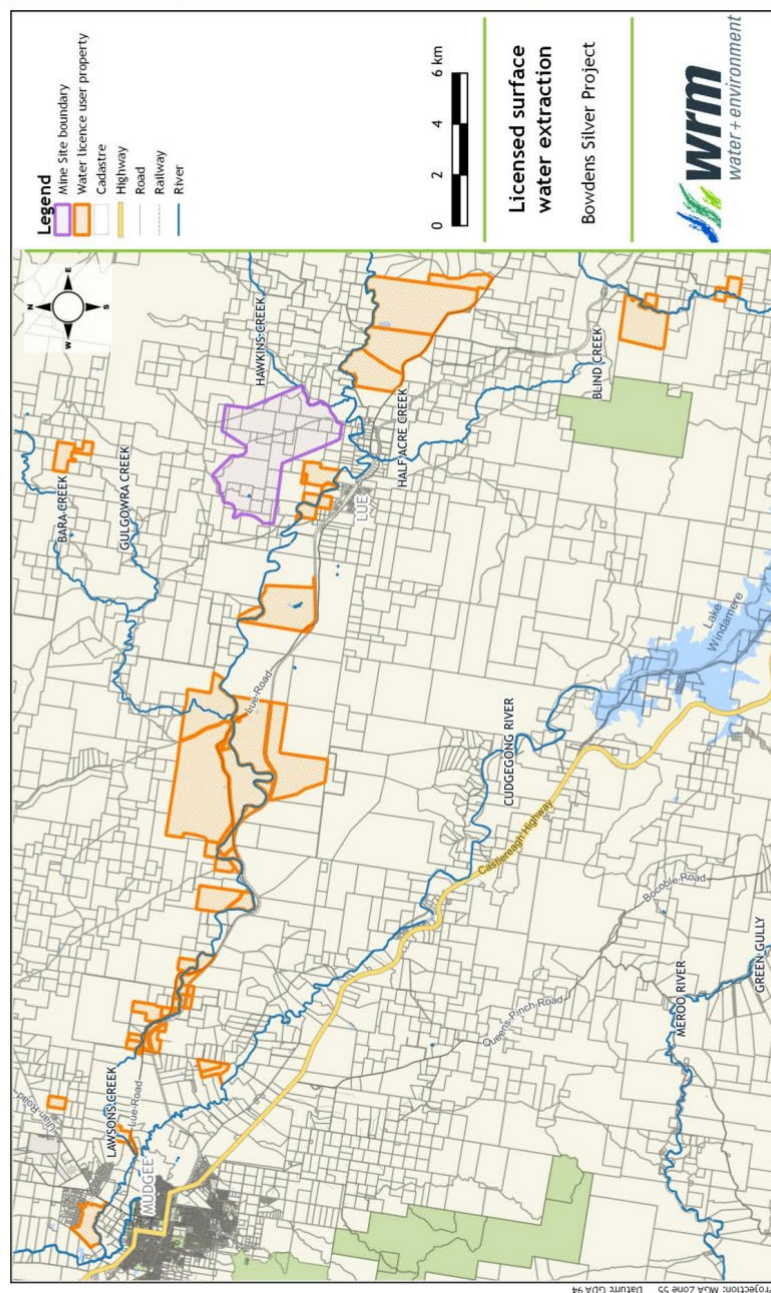 N
E
S
W
HAWKINS CREEK
BARA CREEK
GULGOWRA CREEK
HALF ACRE CREEK
BLIND CREEK
LUE
Lue-Road
Lake
Windamere
CUDGEGONG RIVER
Castlereagh Highway
Bocoble-Road
Queens-Pinch-Road
MEROO RIVER
GREEN GULLY
Ulan-Road
LAWSONS CREEK
Lue-Road
MUDGEE
Legend
Mine Site boundary
Water licence user property
Cadastre
Highway
Road
Railway
River
0 2 4 6 km
Licensed surface
water extraction
Bowdens Silver Project
wrm
water + environment
Projection: MGA Zone 55 Datum: GDA 94